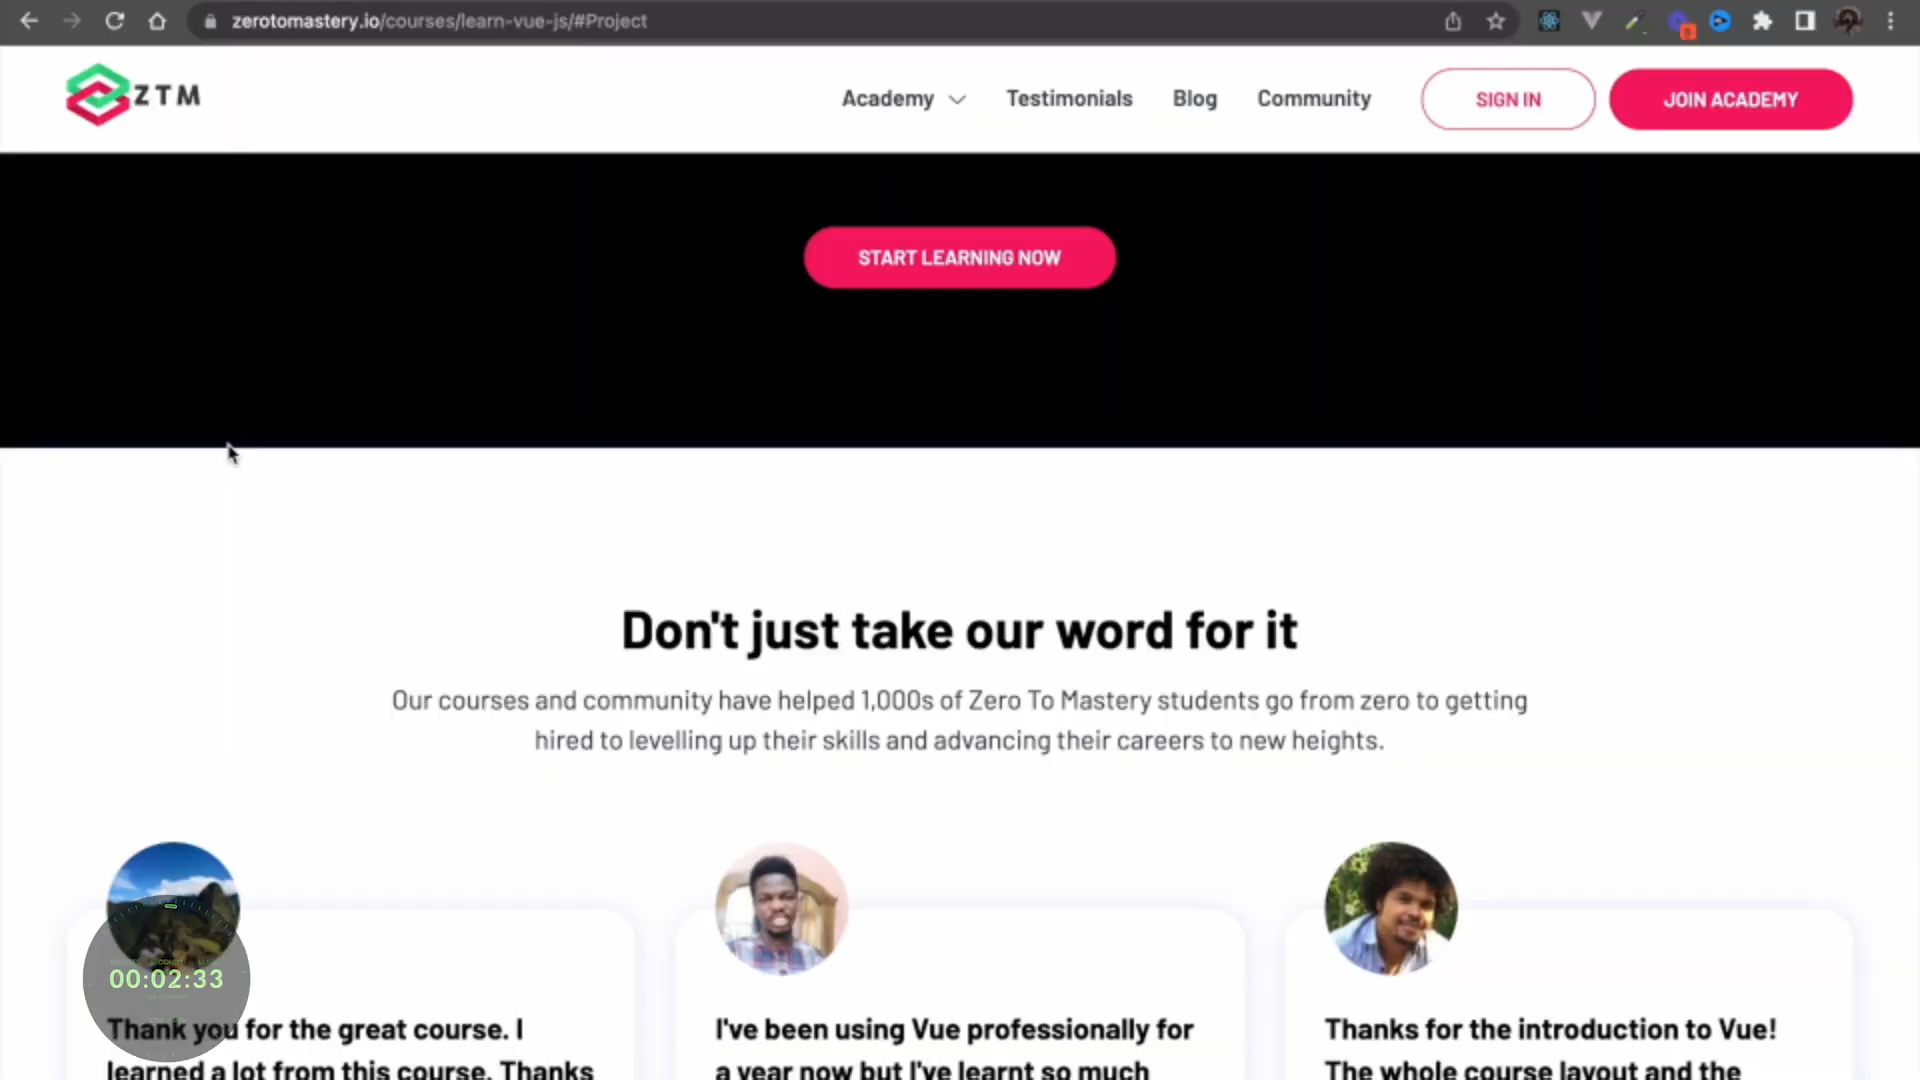 zerotomastery.io/courses/learn-vue-js/#Project
ZTM
Academy
Testimonials
Blog
Community
SIGN IN
JOIN ACADEMY
START LEARNING NOW
Don't just take our word for it
Our courses and community have helped 1,000s of Zero To Mastery students go from zero to getting
hired to levelling up their skills and advancing their careers to new heights.
00:02:33
Thank you for the great course. I
learned a lot from this course. Thanks
I've been using Vue professionally for
a year now but I've learnt so much
Thanks for the introduction to Vue!
The whole course layout and the